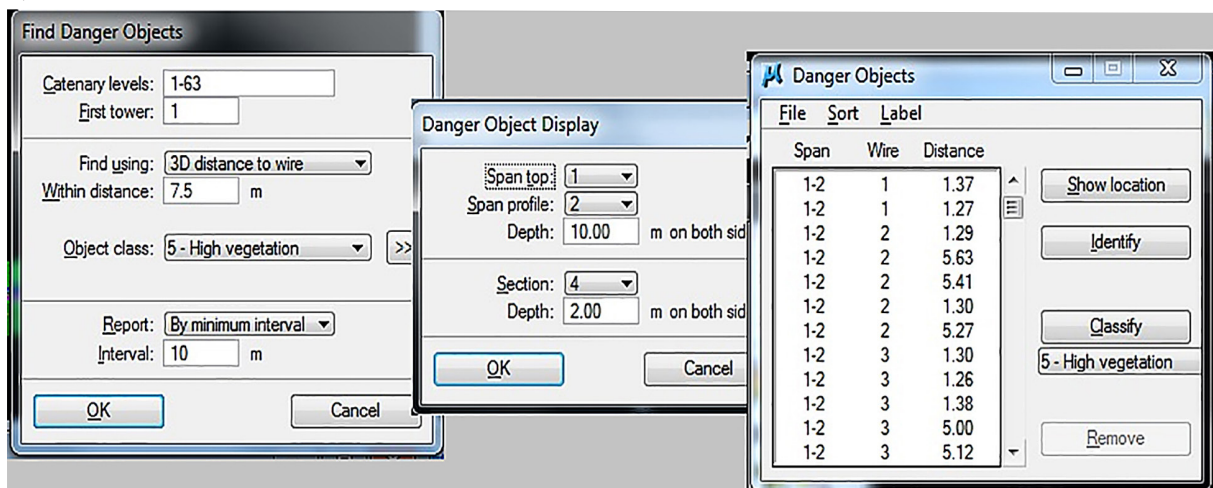 Find Danger Objects
Catenary levels: 1-63
First tower: 1
Find using: 3D distance to wire
Within distance: 7.5 m
Object class: 5 - High vegetation >>
Report: By minimum interval
Interval: 10 m
OK Cancel
Danger Object Display
Span top: 1
Span profile: 2
Depth: 10.00 m on both sid
Section: 4
Depth: 2.00 m on both sid
OK Cancel
Danger Objects
File Sort Label
Span Wire Distance
1-2 1 1.37
1-2 1 1.27
1-2 2 1.29
1-2 2 5.63
1-2 2 5.41
1-2 2 1.30
1-2 2 5.27
1-2 3 1.30
1-2 3 1.26
1-2 3 1.38
1-2 3 5.00
1-2 3 5.12
Show location
Identify
Classify
5 - High vegetation
Remove